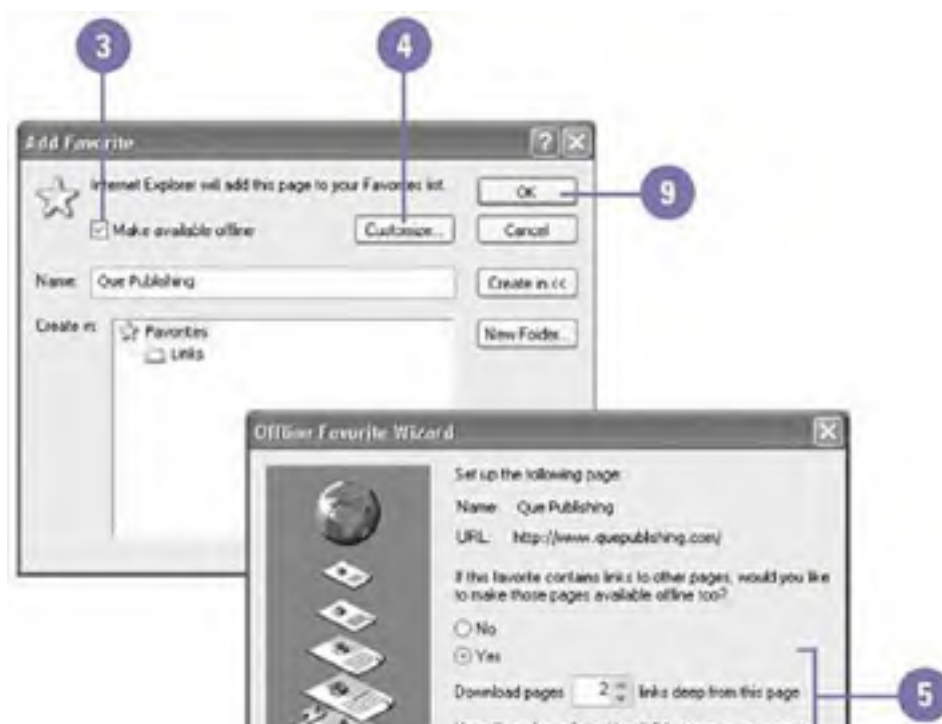 3
4
Add Favorite
Internet Explorer will add this page to your Favorites list.
OK
9
Make available offline
Customize...
Cancel
Name:
Que Publishing
Create in <<
Create in:
Favorites
New Folder...
Links
Offline Favorite Wizard
Set up the following page:
Name: Que Publishing
URL: http://www.quepublishing.com/
If this favorite contains links to other pages, would you like
to make those pages available offline too?
No
Yes
Download pages 2 links deep from this page
5